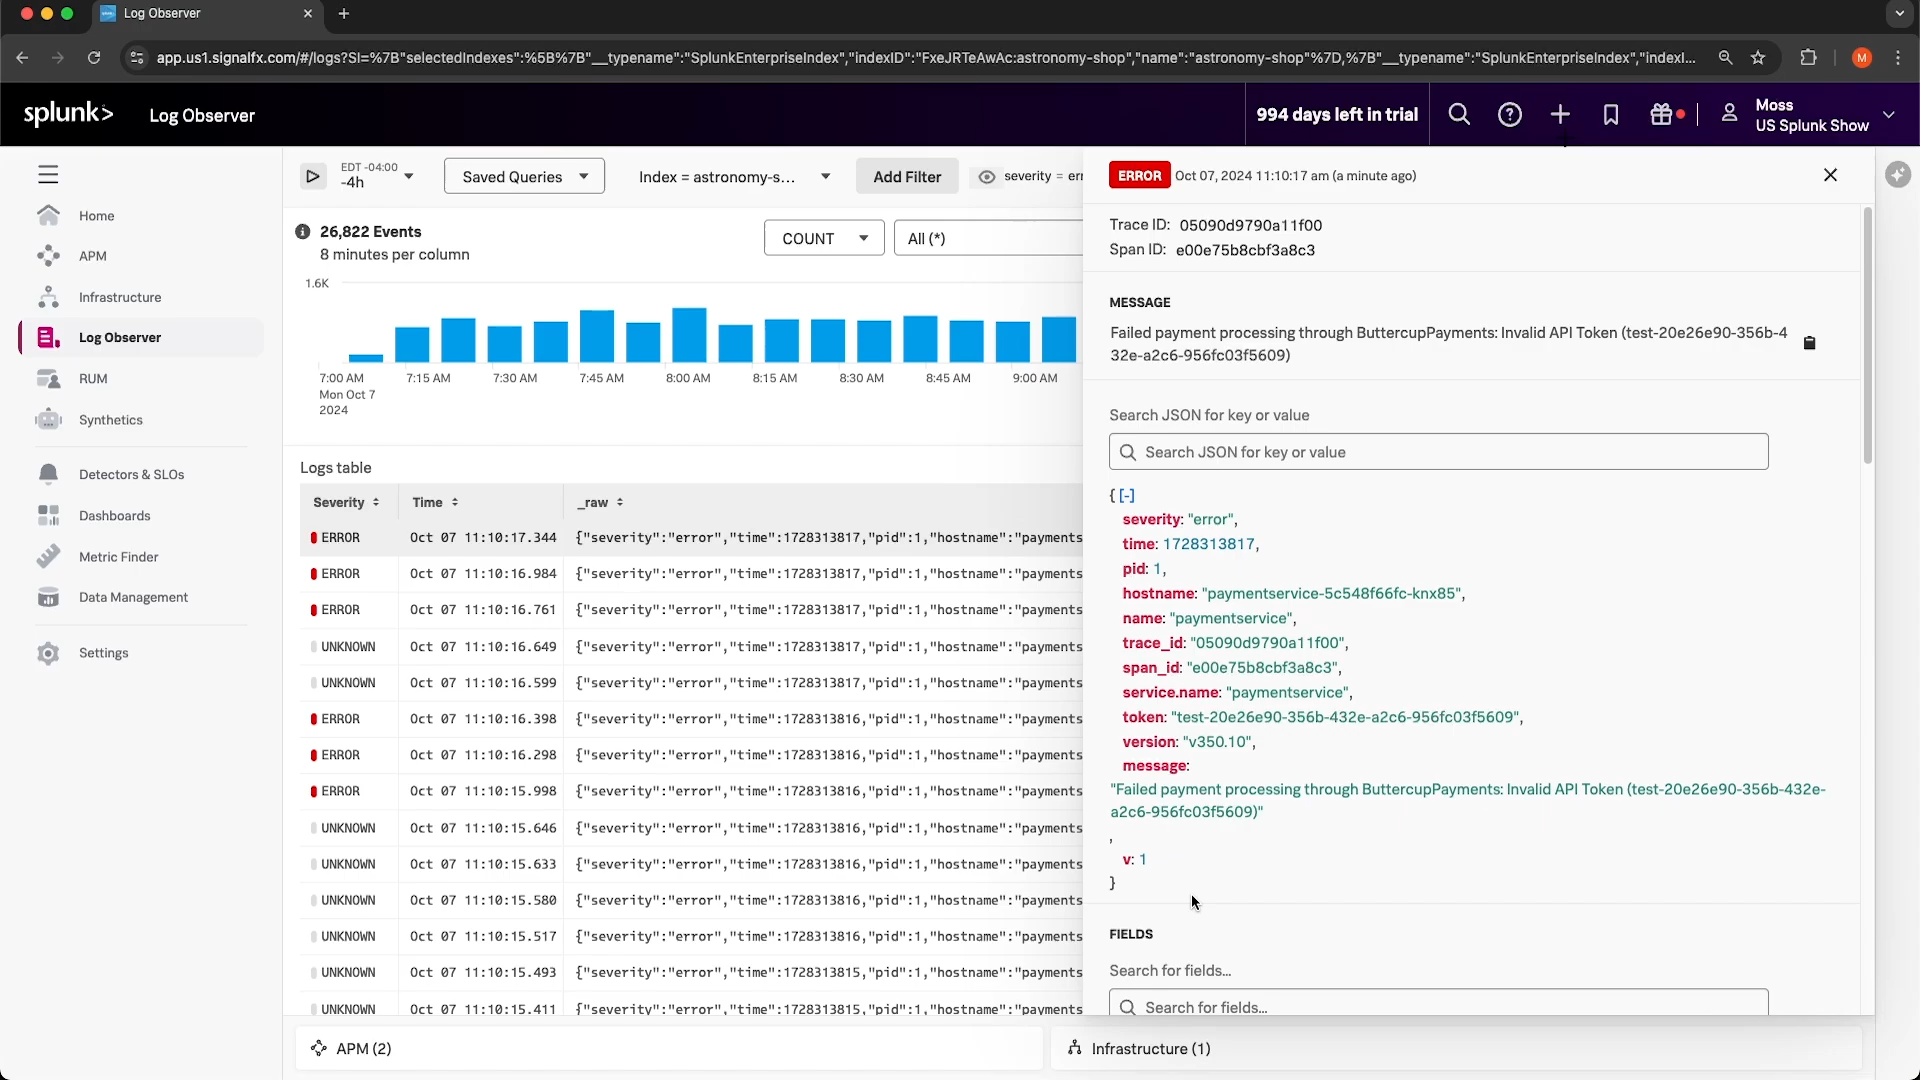 Log Observer
app.us1.signalfx.com/#/logs?SI=%7B"selectedIndexes":%5B%7B"__typename":"SplunkEnterpriseIndex","indexID":"FxeJRTeAwAc:astronomy-shop","name":"astronomy-shop"%7D,%7B"__typename":"SplunkEnterpriseIndex","indexI...
M
splunk>
Log Observer
994 days left in trial
Moss
US Splunk Show
Home
APM
Infrastructure
Log Observer
RUM
Synthetics
Detectors & SLOs
Dashboards
Metric Finder
Data Management
Settings
EDT -04:00
-4h
Saved Queries
Index = astronomy-s...
Add Filter
severity = err
26,822 Events
8 minutes per column
COUNT
All (*)
1.6K
7:00 AM 7:15 AM 7:30 AM 7:45 AM 8:00 AM 8:15 AM 8:30 AM 8:45 AM 9:00 AM
Mon Oct 7
2024
Logs table
Severity Time _raw
ERROR Oct 07 11:10:17.344 {"severity":"error","time":1728313817,"pid":1,"hostname":"payments
ERROR Oct 07 11:10:16.984 {"severity":"error","time":1728313817,"pid":1,"hostname":"payments
ERROR Oct 07 11:10:16.761 {"severity":"error","time":1728313817,"pid":1,"hostname":"payments
UNKNOWN Oct 07 11:10:16.649 {"severity":"error","time":1728313817,"pid":1,"hostname":"payments
UNKNOWN Oct 07 11:10:16.599 {"severity":"error","time":1728313817,"pid":1,"hostname":"payments
ERROR Oct 07 11:10:16.398 {"severity":"error","time":1728313816,"pid":1,"hostname":"payments
ERROR Oct 07 11:10:16.298 {"severity":"error","time":1728313816,"pid":1,"hostname":"payments
ERROR Oct 07 11:10:15.998 {"severity":"error","time":1728313816,"pid":1,"hostname":"payments
UNKNOWN Oct 07 11:10:15.646 {"severity":"error","time":1728313816,"pid":1,"hostname":"payments
UNKNOWN Oct 07 11:10:15.633 {"severity":"error","time":1728313816,"pid":1,"hostname":"payments
UNKNOWN Oct 07 11:10:15.580 {"severity":"error","time":1728313816,"pid":1,"hostname":"payments
UNKNOWN Oct 07 11:10:15.517 {"severity":"error","time":1728313816,"pid":1,"hostname":"payments
UNKNOWN Oct 07 11:10:15.493 {"severity":"error","time":1728313815,"pid":1,"hostname":"payments
UNKNOWN Oct 07 11:10:15.411 {"severity":"error","time":1728313815,"pid":1,"hostname":"payments
APM (2)
Infrastructure (1)
ERROR Oct 07, 2024 11:10:17 am (a minute ago)
Trace ID: 05090d9790a11f00
Span ID: e00e75b8cbf3a8c3
MESSAGE
Failed payment processing through ButtercupPayments: Invalid API Token (test-20e26e90-356b-4
32e-a2c6-956fc03f5609)
Search JSON for key or value
Search JSON for key or value
{ [-]
severity: "error",
time: 1728313817,
pid: 1,
hostname: "paymentservice-5c548f66fc-knx85",
name: "paymentservice",
trace_id: "05090d9790a11f00",
span_id: "e00e75b8cbf3a8c3",
service.name: "paymentservice",
token: "test-20e26e90-356b-432e-a2c6-956fc03f5609",
version: "v350.10",
message:
"Failed payment processing through ButtercupPayments: Invalid API Token (test-20e26e90-356b-432e-
a2c6-956fc03f5609)"
,
v: 1
}
FIELDS
Search for fields...
Search for fields...